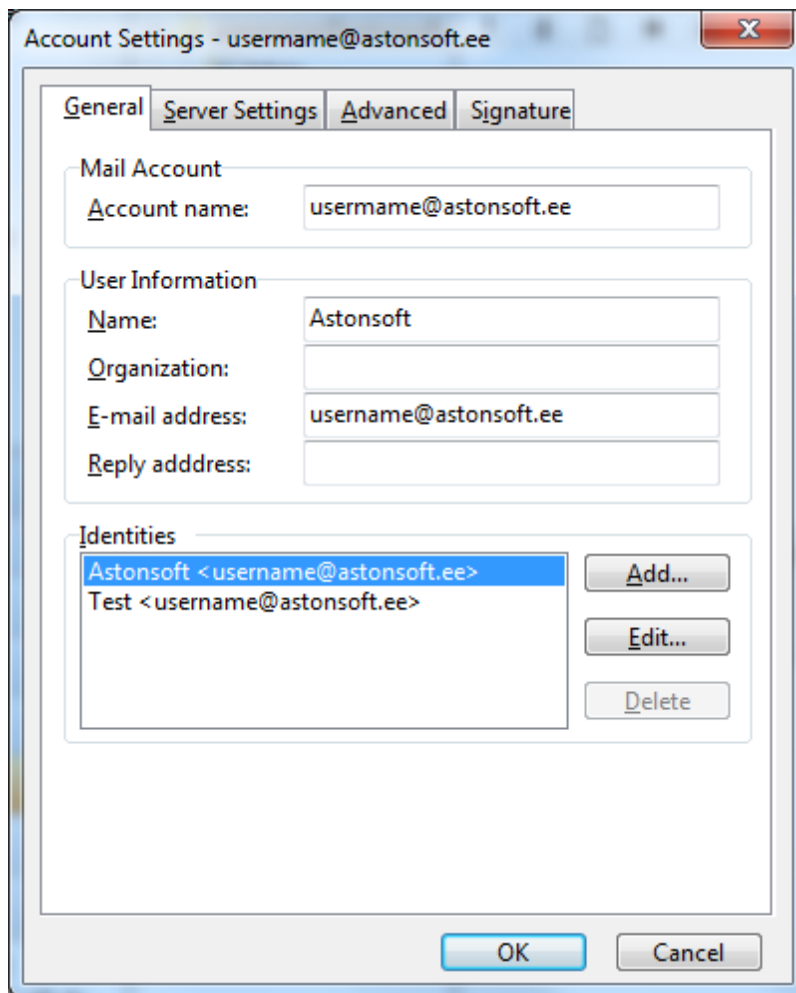 Account Settings - usermame@astonsoft.ee
General Server Settings Advanced Signature
Mail Account
Account name: usermame@astonsoft.ee
User Information
Name: Astonsoft
Organization:
E-mail address: username@astonsoft.ee
Reply adddress:
Identities
Astonsoft <username@astonsoft.ee> Add...
Test <username@astonsoft.ee>
Edit...
Delete
OK Cancel